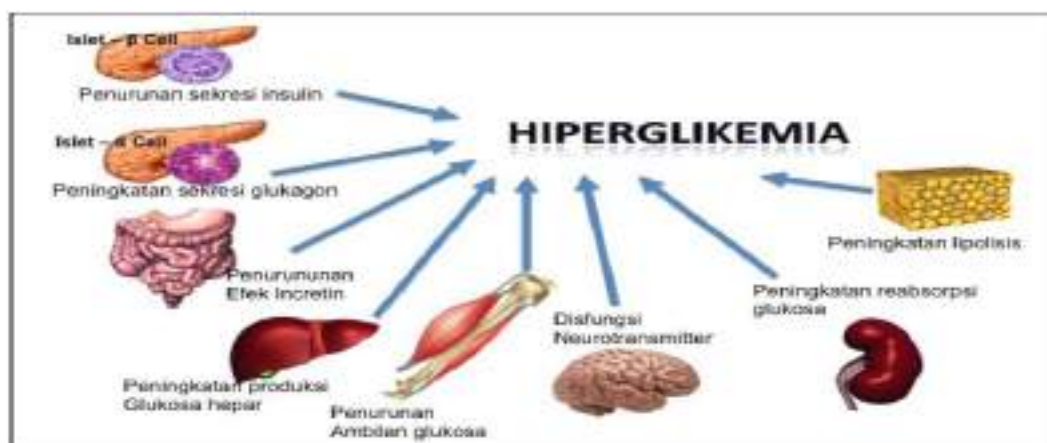 Islet – β Cell
Penurunan sekresi insulin
HIPERGLIKEMIA
Islet – α Cell
Peningkatan sekresi glukagon
Penurununan
Efek Incretin
Peningkatan produksi
Glukosa hepar
Penurunan
Ambilan glukosa
Disfungsi
Neurotransmitter
Peningkatan reabsorpsi
glukosa
Peningkatan lipolisis